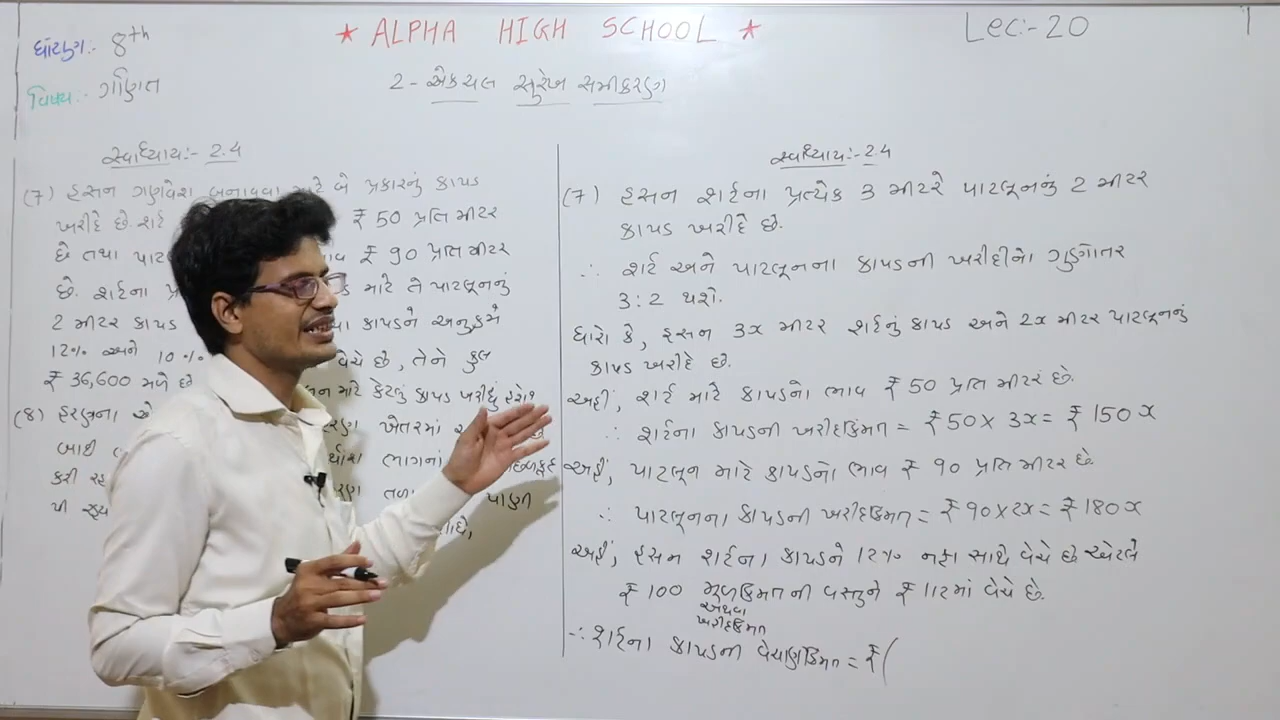 ધોરણ:- 8th
★ ALPHA HIGH SCHOOL ★
Lec:- 20
વિષય:- ગણિત
2 - એકચલ સુરેખ સમીકરણ
સ્વાધ્યાય:- 2.4
(7) હસન ગણવેશ બનાવવા માટે બે પ્રકારનું કાપડ
ખરીદે છે. શર્ટ ₹ 50 પ્રતિ મીટર
છે તથા ₹ 90 પ્રતિ મીટર
છે. શર્ટના માટે તે પાટલૂનનું
2 મીટર કાપડ કાપડને અનુક્રમે
12% અને 10% વેચે છે, તેને કુલ
₹ 36,600 મળે છે માટે કેટલું કાપડ ખરીદ્યું હશે?
(8) હરણના ખેતરમાં
બાકી ભાગનાં
કરી પાણી
પી
સ્વાધ્યાય:- 2.4
(7) હસન શર્ટના પ્રત્યેક 3 મીટરે પાટલૂનનું 2 મીટર
કાપડ ખરીદે છે.
∴ શર્ટ અને પાટલૂનના કાપડની ખરીદીનો ગુણોત્તર
3:2 થશે.
ધારો કે, હસન 3x મીટર શર્ટનું કાપડ અને 2x મીટર પાટલૂનનું
કાપડ ખરીદે છે.
અહીં, શર્ટ માટે કાપડનો ભાવ ₹ 50 પ્રતિ મીટર છે.
∴ શર્ટના કાપડની ખરીદકિંમત = ₹ 50 x 3x = ₹ 150 x
અહીં, પાટલૂન માટે કાપડનો ભાવ ₹ 90 પ્રતિ મીટર છે.
∴ પાટલૂનના કાપડની ખરીદકિંમત = ₹ 90 x 2x = ₹ 180 x
અહીં, હસન શર્ટના કાપડને 12% નફા સાથે વેચે છે એટલે
₹ 100 મૂળકિંમતની વસ્તુને ₹ 112માં વેચે છે.
અથવા
ખરીદકિંમત
∴ શર્ટના કાપડની વેચાણકિંમત = ₹ (